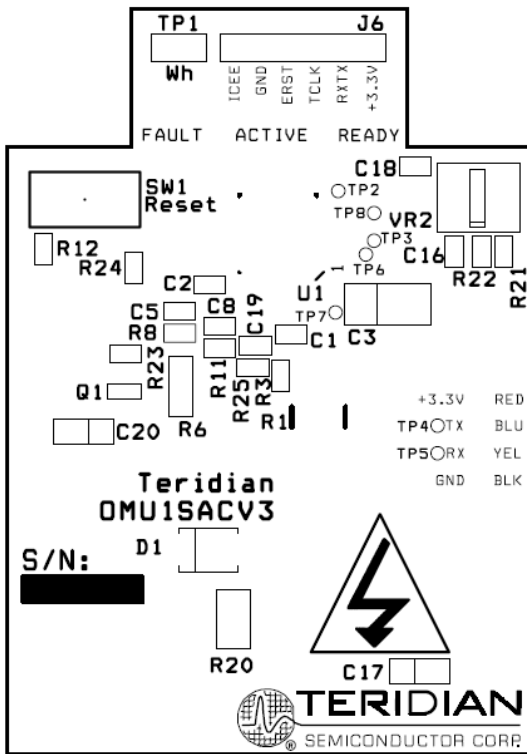 TP1 J6
Wh
ICEE
GND
ERST
TCLK
RXTX
+3.3V
FAULT ACTIVE READY
C18
SW1
Reset
TP2
TP8
VR2
TP3
R12
R24
C16
TP6
R22
R21
C2
1
U1
C5
C8
C19
TP7
R8
C1
C3
R23
R11
R25
R3
Q1
R1
C20
R6
+3.3V RED
TP4 TX BLU
TP5 RX YEL
GND BLK
Teridian
OMU1SACV3
D1
S/N:
R20
C17
TERIDIAN
® SEMICONDUCTOR CORP.